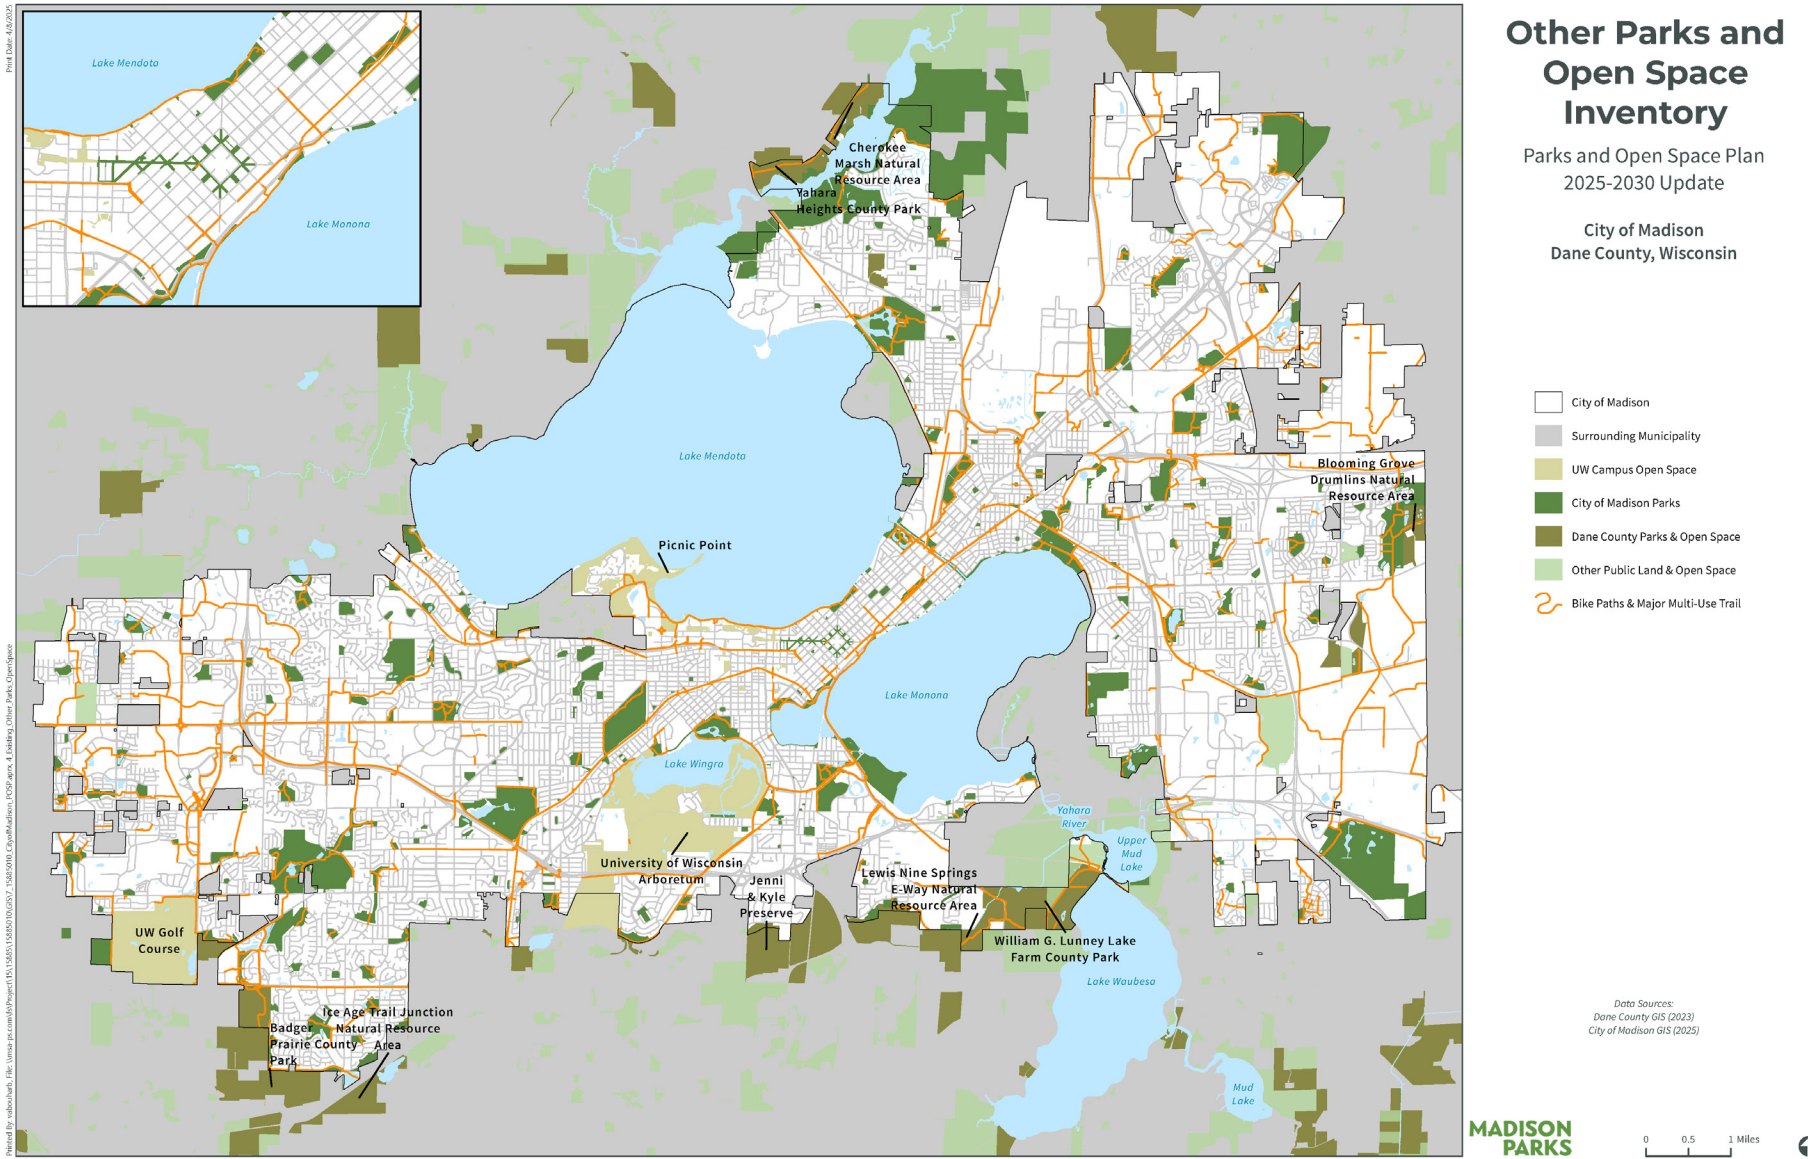 Print Date: 4/8/2025
Lake Mendota
Lake Monona
Cherokee
Marsh Natural
Resource Area
Yahara
Heights County Park
Lake Mendota
Picnic Point
Blooming Grove
Drumlins Natural
Resource Area
Lake Monona
Lake Wingra
Yahara
River
Upper
Mud
Lake
University of Wisconsin
Arboretum
Jenni
& Kyle
Preserve
Lewis Nine Springs
E-Way Natural
Resource Area
UW Golf
Course
William G. Lunney Lake
Farm County Park
Lake Waubesa
Ice Age Trail Junction
Natural Resource
Area
Badger
Prairie County
Park
Mud
Lake
Other Parks and
Open Space
Inventory
Parks and Open Space Plan
2025-2030 Update
City of Madison
Dane County, Wisconsin
City of Madison
Surrounding Municipality
UW Campus Open Space
City of Madison Parks
Dane County Parks & Open Space
Other Public Land & Open Space
Bike Paths & Major Multi-Use Trail
Data Sources:
Dane County GIS (2023)
City of Madison GIS (2025)
MADISON
PARKS
0 0.5 1 Miles